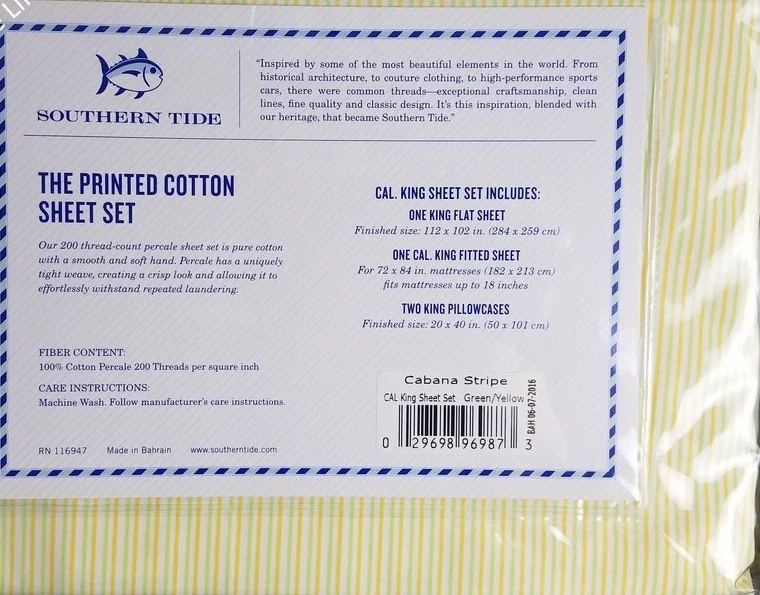 SOUTHERN TIDE
"Inspired by some of the most beautiful elements in the world. From
historical architecture, to couture clothing, to high-performance sports
cars, there were common threads—exceptional craftsmanship, clean
lines, fine quality and classic design. It's this inspiration, blended with
our heritage, that became Southern Tide."
THE PRINTED COTTON
SHEET SET
Our 200 thread-count percale sheet set is pure cotton
with a smooth and soft hand. Percale has a uniquely
tight weave, creating a crisp look and allowing it to
effortlessly withstand repeated laundering.
FIBER CONTENT:
100% Cotton Percale 200 Threads per square inch
CARE INSTRUCTIONS:
Machine Wash. Follow manufacturer's care instructions.
RN 116947 Made in Bahrain www.southerntide.com
CAL. KING SHEET SET INCLUDES:
ONE KING FLAT SHEET
Finished size: 112 x 102 in. (284 x 259 cm)
ONE CAL. KING FITTED SHEET
For 72 x 84 in. mattresses (182 x 213 cm)
fits mattresses up to 18 inches
TWO KING PILLOWCASES
Finished size: 20 x 40 in. (50 x 101 cm)
Cabana Stripe
CAL King Sheet Set Green/Yellow
0 29698 96987 3
BAH 06-07-2016